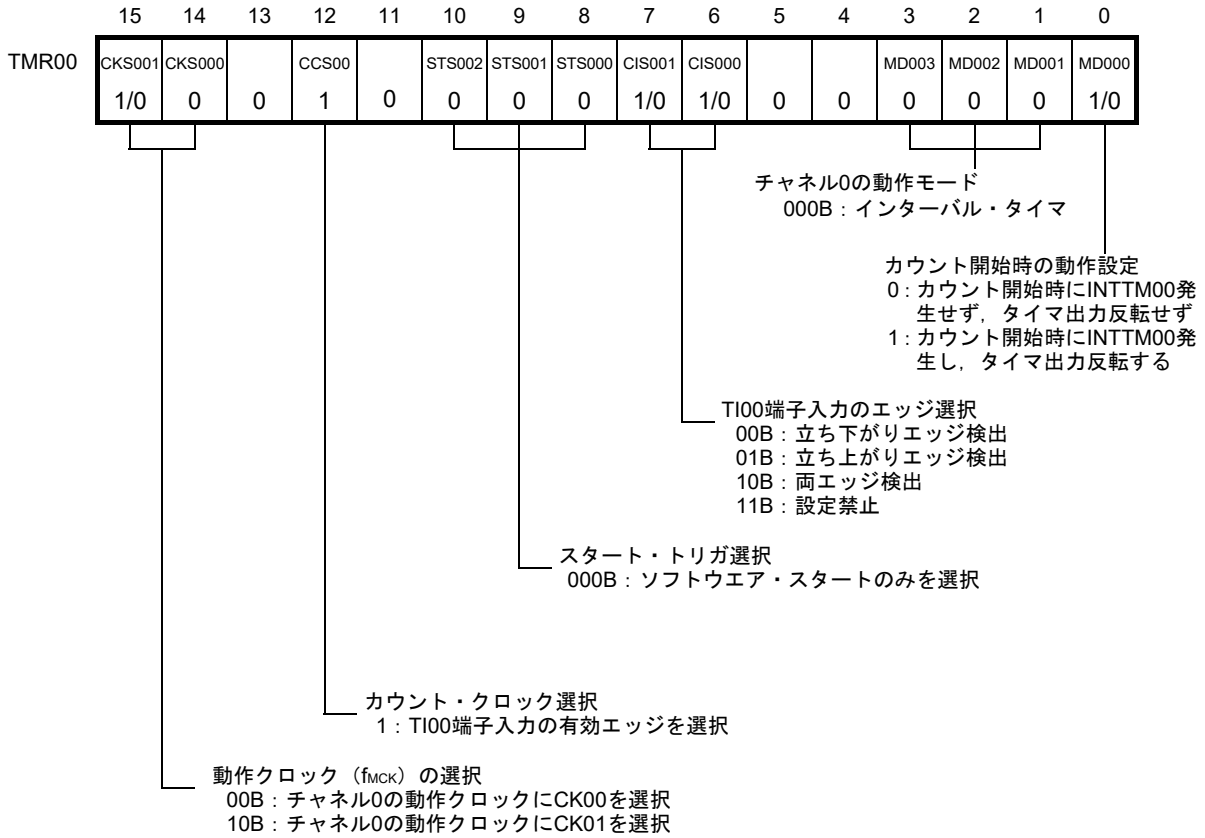 15 14 13 12 11 10 9 8 7 6 5 4 3 2 1 0
TMR00 CKS001 CKS000 CCS00 STS002 STS001 STS000 CIS001 CIS000 MD003 MD002 MD001 MD000
1/0 0 0 1 0 0 0 0 1/0 1/0 0 0 0 0 0 1/0
チャネル0の動作モード
000B：インターバル・タイマ
カウント開始時の動作設定
0：カウント開始時にINTTM00発
生せず，タイマ出力反転せず
1：カウント開始時にINTTM00発
生し，タイマ出力反転する
TI00端子入力のエッジ選択
00B：立ち下がりエッジ検出
01B：立ち上がりエッジ検出
10B：両エッジ検出
11B：設定禁止
スタート・トリガ選択
000B：ソフトウエア・スタートのみを選択
カウント・クロック選択
1：TI00端子入力の有効エッジを選択
動作クロック（fMCK）の選択
00B：チャネル0の動作クロックにCK00を選択
10B：チャネル0の動作クロックにCK01を選択